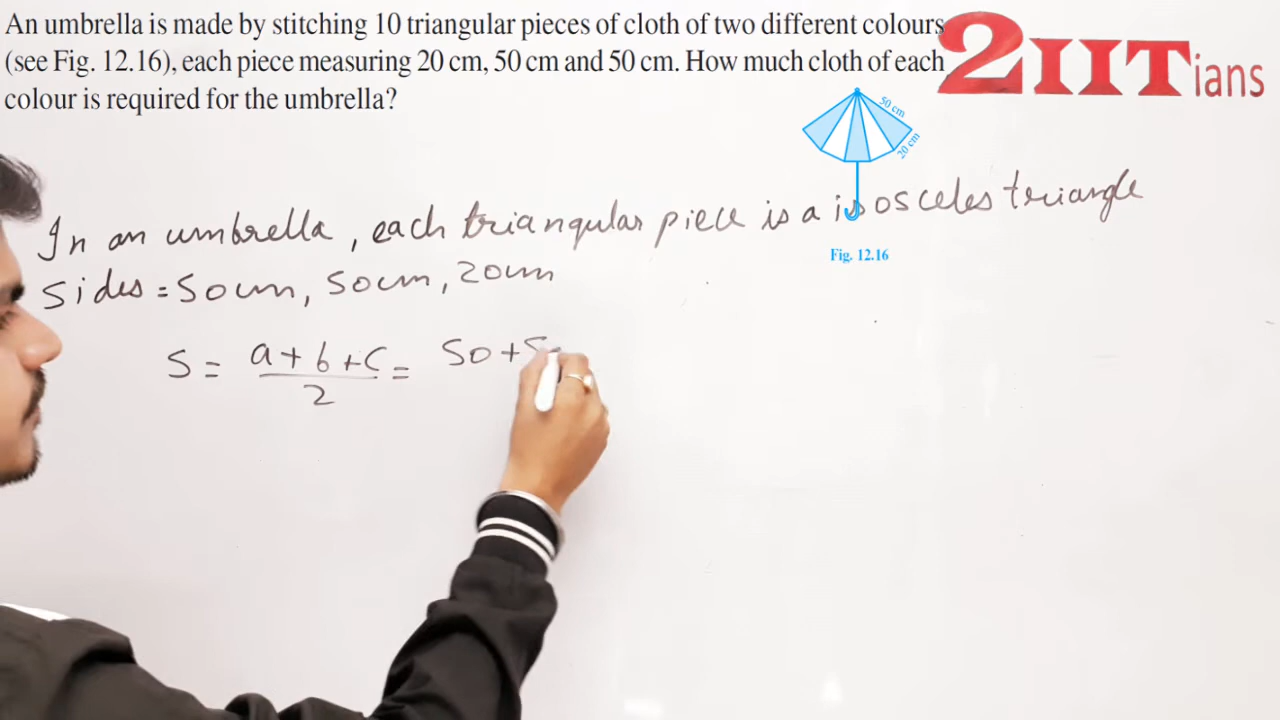 An umbrella is made by stitching 10 triangular pieces of cloth of two different colours
(see Fig. 12.16), each piece measuring 20 cm, 50 cm and 50 cm. How much cloth of each
colour is required for the umbrella?
2IITians
50 cm
20 cm
Fig. 12.16
In an umbrella, each triangular piece is a isosceles triangle
Sides = 50cm, 50cm, 20cm
S = a+b+c = 50+5
2